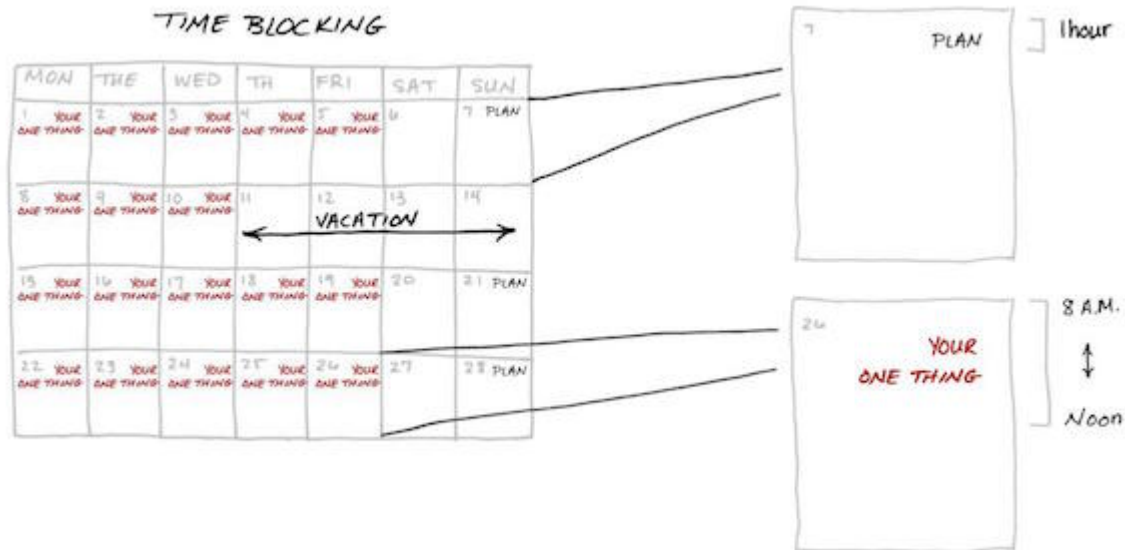 TIME BLOCKING
MON THE WED TH FRI SAT SUN
1 YOUR 2 YOUR 3 YOUR 4 YOUR 5 YOUR 6 7 PLAN
ONE THING ONE THING ONE THING ONE THING ONE THING
8 YOUR 9 YOUR 10 YOUR 11 12 13 14
ONE THING ONE THING ONE THING
VACATION
15 YOUR 16 YOUR 17 YOUR 18 YOUR 19 YOUR 20 21 PLAN
ONE THING ONE THING ONE THING ONE THING ONE THING
22 YOUR 23 YOUR 24 YOUR 25 YOUR 26 YOUR 27 28 PLAN
ONE THING ONE THING ONE THING ONE THING ONE THING
7 PLAN 1 hour
26
YOUR
ONE THING
8 A.M.
Noon